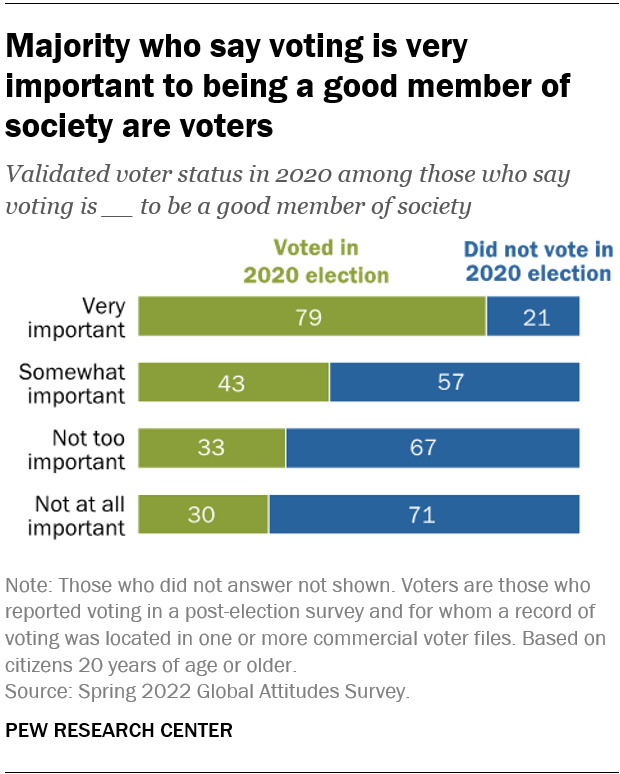 Majority who say voting is very
important to being a good member of
society are voters
Validated voter status in 2020 among those who say
voting is __ to be a good member of society
Voted in
2020 election
Did not vote in
2020 election
Very
important
79
21
Somewhat
important
43
57
Not too
important
33
67
Not at all
important
30
71
Note: Those who did not answer not shown. Voters are those who
reported voting in a post-election survey and for whom a record of
voting was located in one or more commercial voter files. Based on
citizens 20 years of age or older.
Source: Spring 2022 Global Attitudes Survey.
PEW RESEARCH CENTER